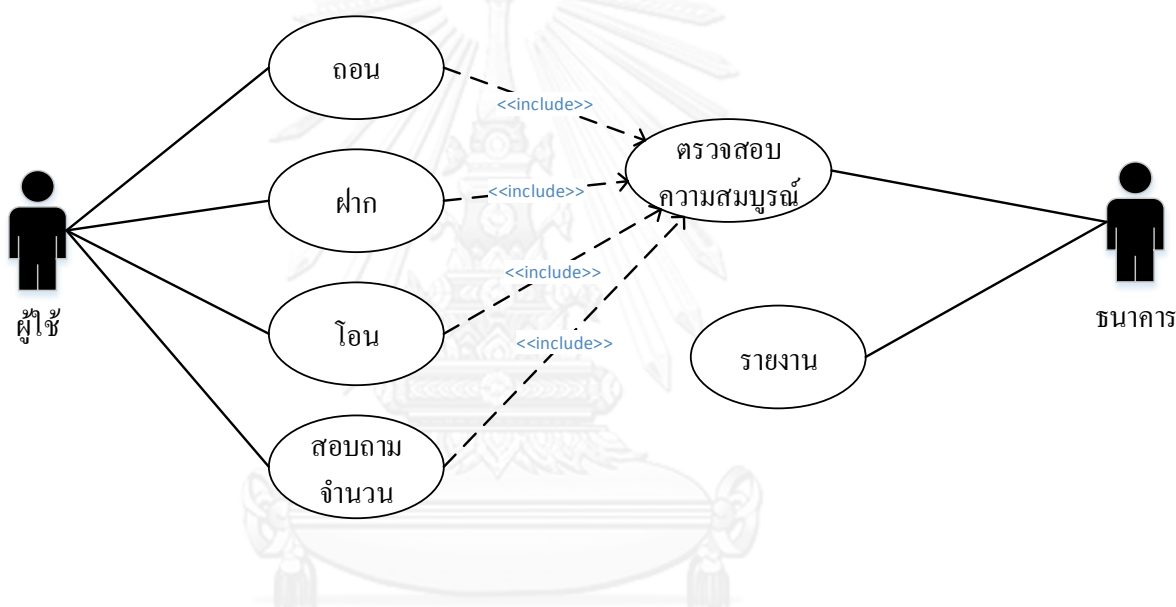 ถอน
<<include>>
ตรวจสอบ
ความสมบูรณ์
ฝาก
<<include>>
ผู้ใช้
<<include>>
ธนาคาร
โอน
<<include>>
รายงาน
สอบถาม
จำนวน